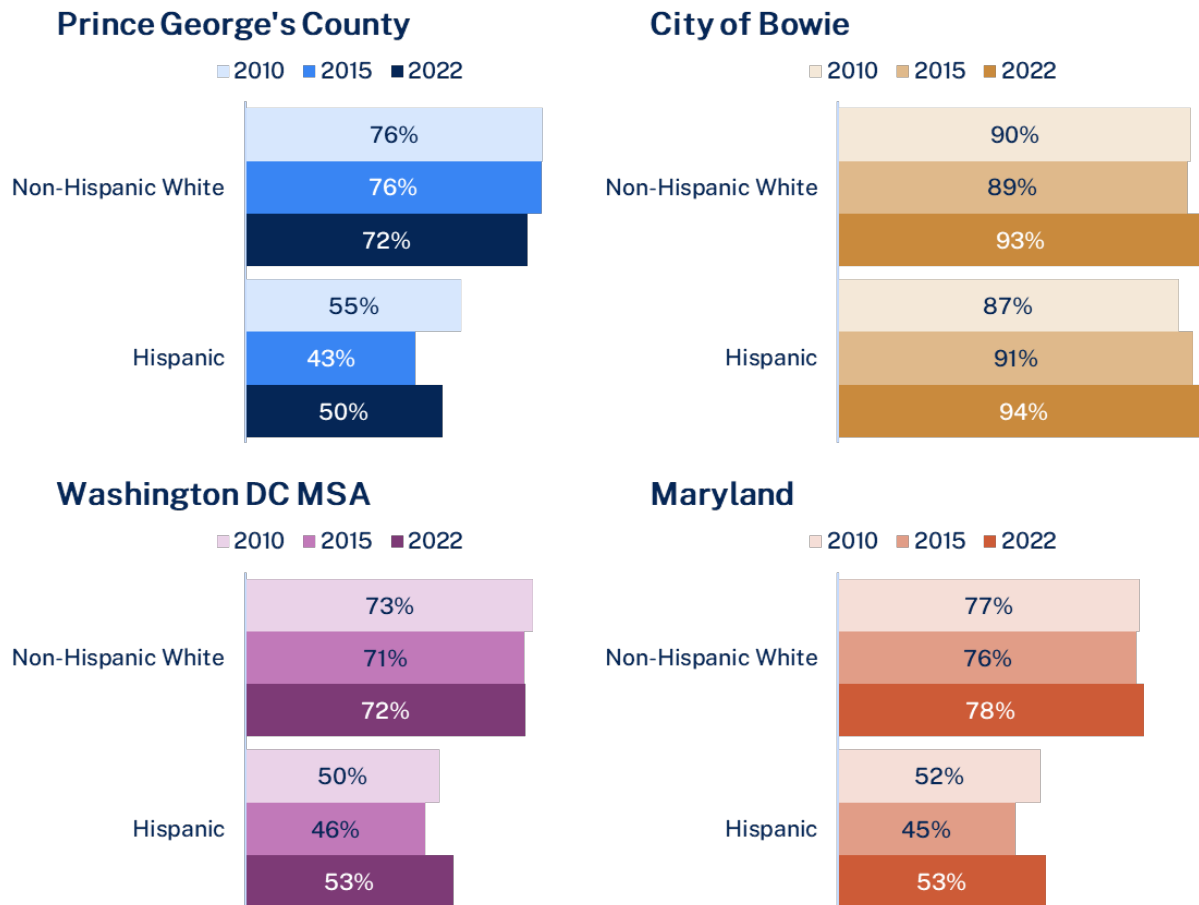 Prince George's County
2010 2015 2022
Non-Hispanic White
76%
76%
72%
Hispanic
55%
43%
50%
City of Bowie
2010 2015 2022
Non-Hispanic White
90%
89%
93%
Hispanic
87%
91%
94%
Washington DC MSA
2010 2015 2022
Non-Hispanic White
73%
71%
72%
Hispanic
50%
46%
53%
Maryland
2010 2015 2022
Non-Hispanic White
77%
76%
78%
Hispanic
52%
45%
53%